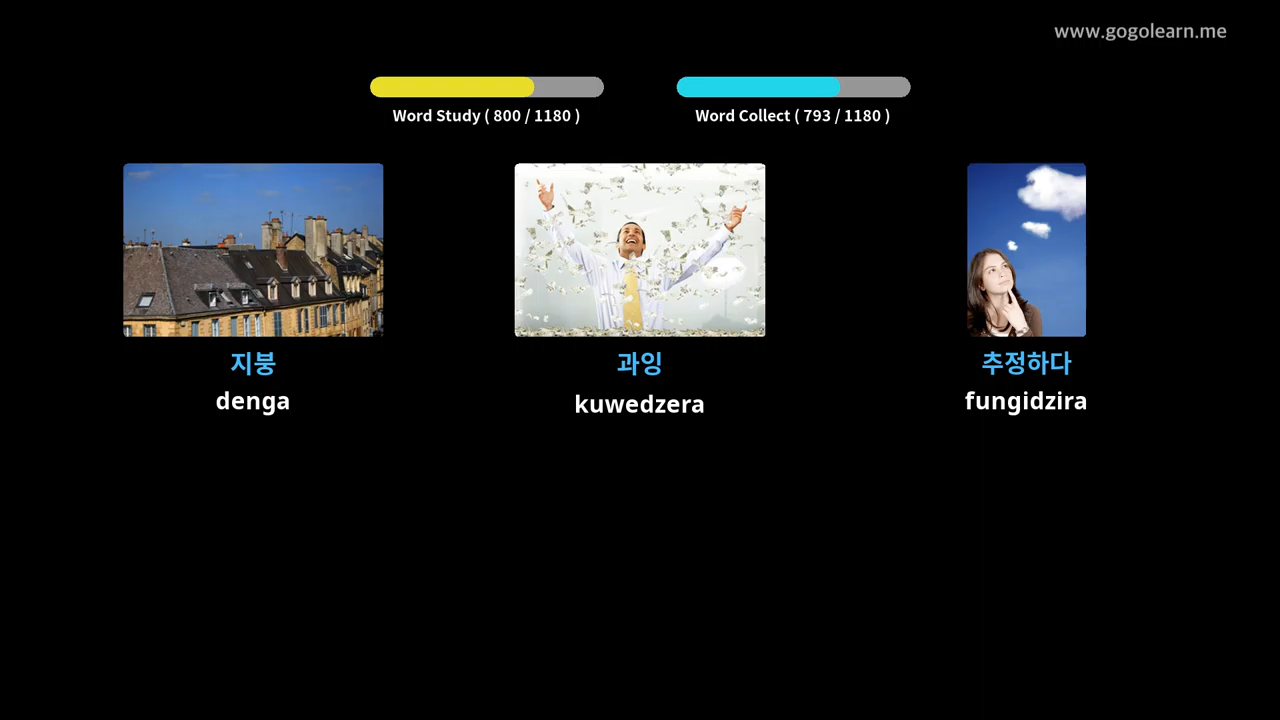 www.gogolearn.me
Word Study ( 800 / 1180 )
Word Collect ( 793 / 1180 )
지붕
과잉
추정하다
denga
kuwedzera
fungidzira